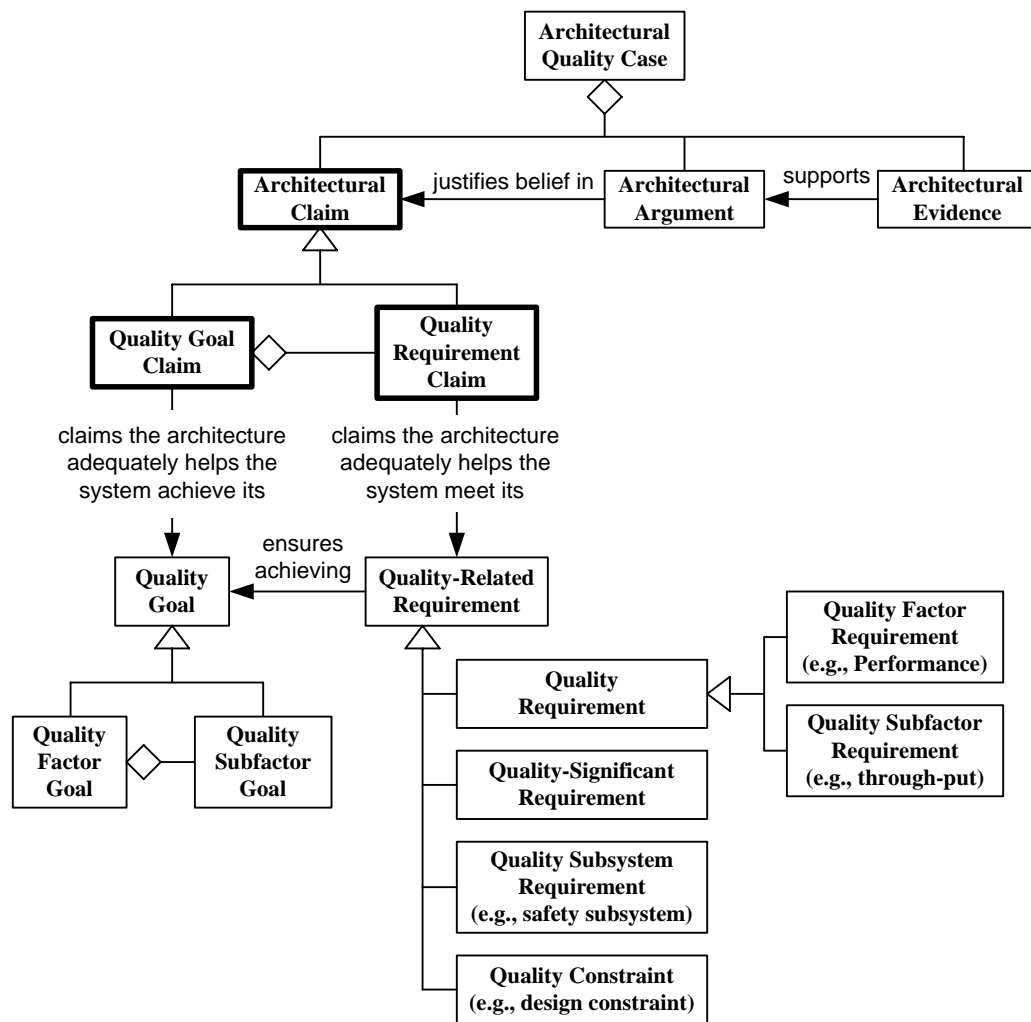 Architectural
Quality Case
Architectural
Claim
justifies belief in
Architectural
Argument
supports
Architectural
Evidence
Quality Goal
Claim
Quality
Requirement
Claim
claims the architecture
adequately helps the
system achieve its
claims the architecture
adequately helps the
system meet its
Quality
Goal
ensures
achieving
Quality-Related
Requirement
Quality
Factor
Goal
Quality
Subfactor
Goal
Quality
Requirement
Quality Factor
Requirement
(e.g., Performance)
Quality Subfactor
Requirement
(e.g., through-put)
Quality-Significant
Requirement
Quality Subsystem
Requirement
(e.g., safety subsystem)
Quality Constraint
(e.g., design constraint)